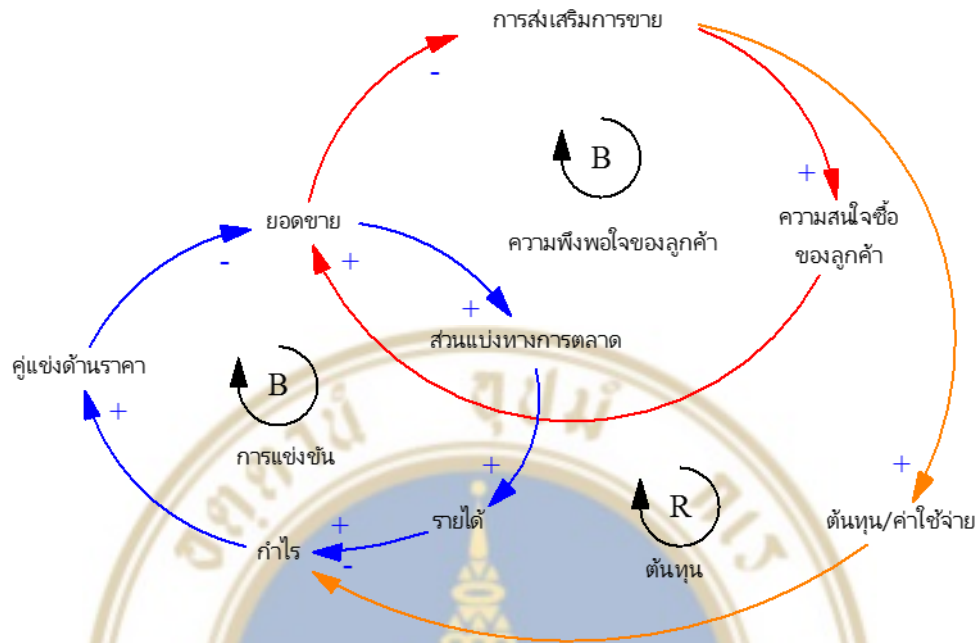 การส่งเสริมการขาย
-
B
+
ยอดขาย
ความพึงพอใจของลูกค้า
ความสนใจซื้อ
ของลูกค้า
-
+
+
ส่วนแบ่งทางการตลาด
คู่แข่งด้านราคา
B
+
การแข่งขัน
+
+
R
รายได้
ต้นทุน/ค่าใช้จ่าย
+
กำไร
-
ต้นทุน